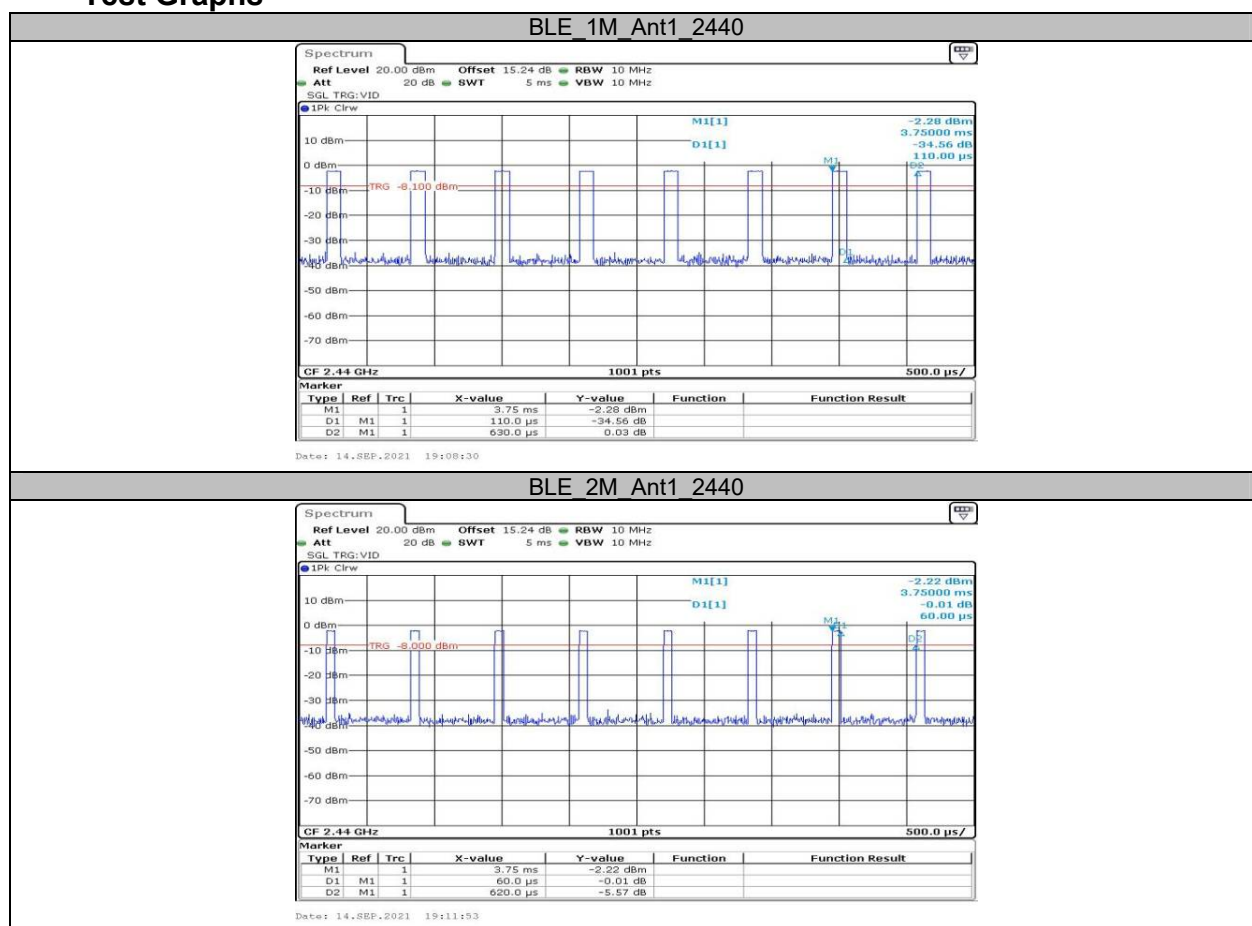 Test Graphs
BLE_1M_Ant1_2440
Spectrum
Ref Level 20.00 dBm Offset 15.24 dB RBW 10 MHz
Att 20 dB SWT 5 ms VBW 10 MHz
SGL TRG:VID
1Pk Clrw
M1[1] -2.28 dBm
3.75000 ms
10 dBm
D1[1] -34.56 dB
110.00 µs
0 dBm
M1
D2
TRG -8.100 dBm
-10 dBm
-20 dBm
-30 dBm
D1
-40 dBm
-50 dBm
-60 dBm
-70 dBm
CF 2.44 GHz 1001 pts 500.0 µs/
Marker
Type Ref Trc X-value Y-value Function Function Result
M1 1 3.75 ms -2.28 dBm
D1 M1 1 110.0 µs -34.56 dB
D2 M1 1 630.0 µs 0.03 dB
Date: 14.SEP.2021 19:08:30
BLE_2M_Ant1_2440
Spectrum
Ref Level 20.00 dBm Offset 15.24 dB RBW 10 MHz
Att 20 dB SWT 5 ms VBW 10 MHz
SGL TRG:VID
1Pk Clrw
M1[1] -2.22 dBm
3.75000 ms
10 dBm
D1[1] -0.01 dB
60.00 µs
0 dBm
M1
D1
D2
TRG -8.000 dBm
-10 dBm
-20 dBm
-30 dBm
-40 dBm
-50 dBm
-60 dBm
-70 dBm
CF 2.44 GHz 1001 pts 500.0 µs/
Marker
Type Ref Trc X-value Y-value Function Function Result
M1 1 3.75 ms -2.22 dBm
D1 M1 1 60.0 µs -0.01 dB
D2 M1 1 620.0 µs -5.57 dB
Date: 14.SEP.2021 19:11:53